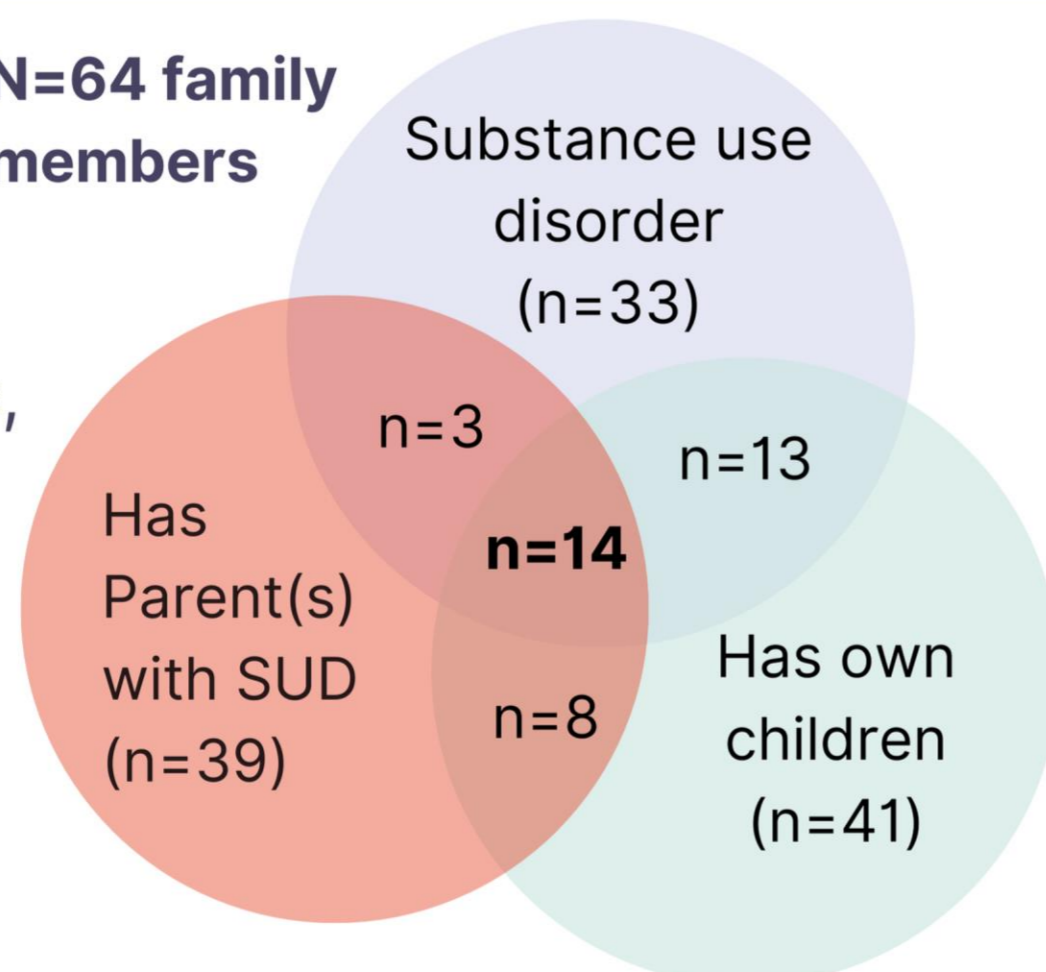 N=64 family
members
,
Substance use
disorder
(n=33)
n=3
n=13
n=14
Has
Parent(s)
with SUD
(n=39)
n=8
Has own
children
(n=41)